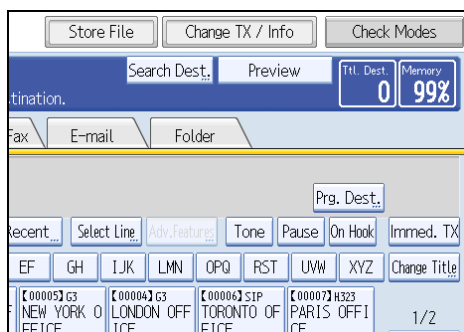 Store File Change TX / Info Check Modes
Search Dest. Preview Ttl. Dest. Memory
tination. 0 99%
Fax E-mail Folder
Prg. Dest.
Recent Select Line Adv.Features Tone Pause On Hook Immed. TX
EF GH IJK LMN OPQ RST UVW XYZ Change Title
【00005】G3 【00004】G3 【00006】SIP 【00007】H323
NEW YORK O LONDON OFF TORONTO OF PARIS OFFI 1/2
FFICE ICE FICE CE